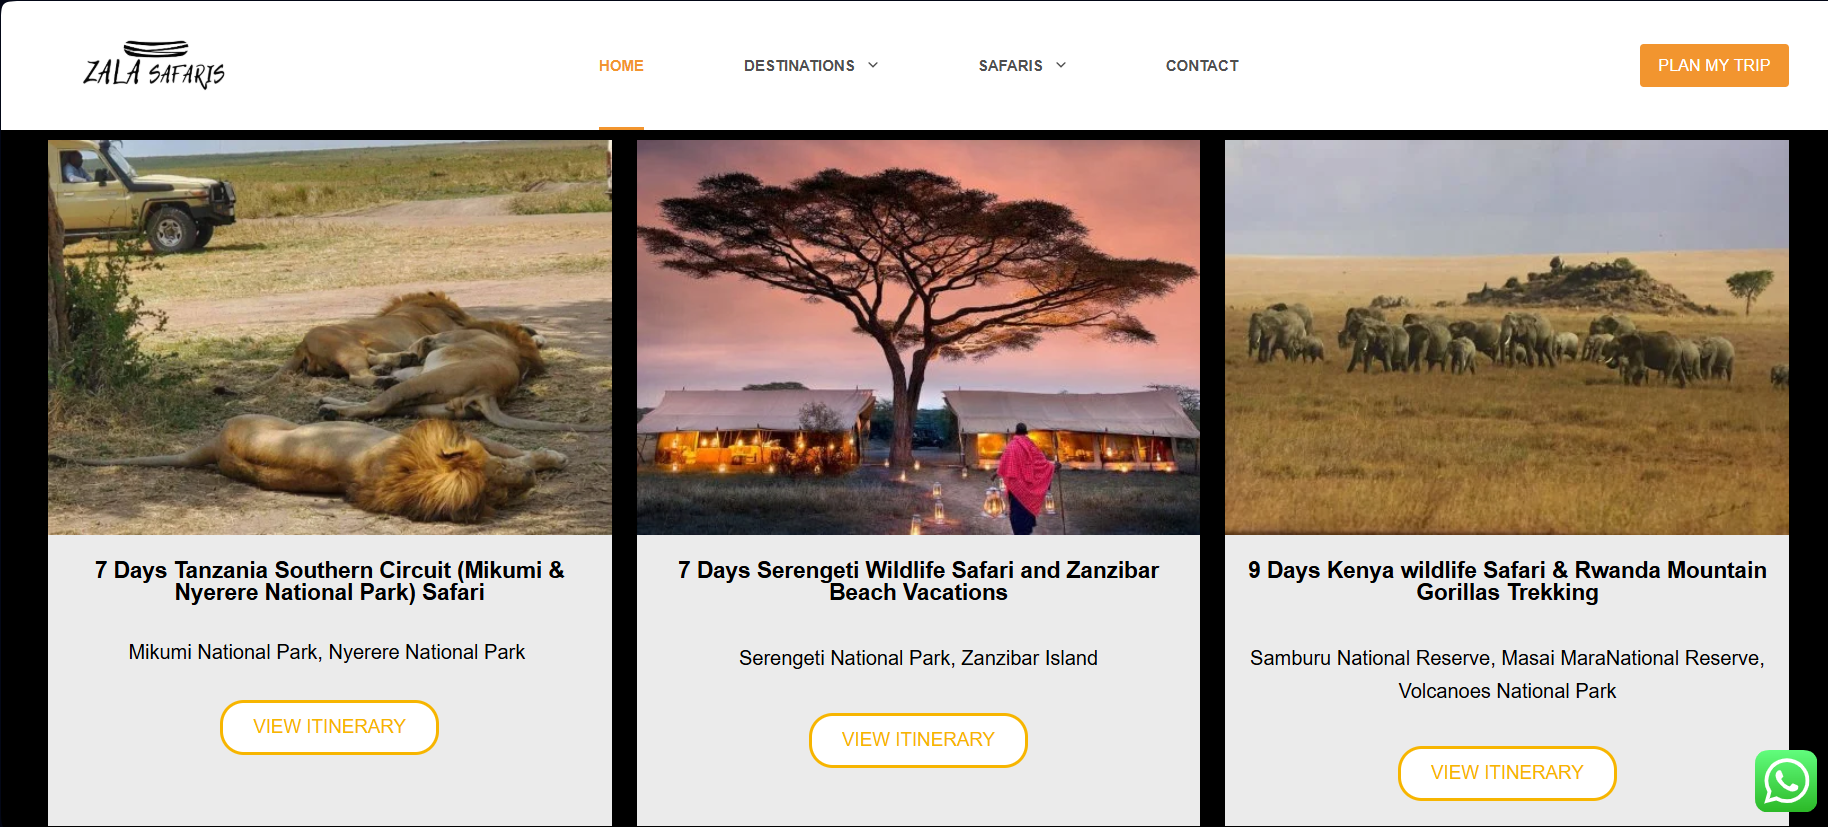 ZALA SAFARIS
HOME
DESTINATIONS
SAFARIS
CONTACT
PLAN MY TRIP
7 Days Tanzania Southern Circuit (Mikumi &
Nyerere National Park) Safari
Mikumi National Park, Nyerere National Park
VIEW ITINERARY
7 Days Serengeti Wildlife Safari and Zanzibar
Beach Vacations
Serengeti National Park, Zanzibar Island
VIEW ITINERARY
9 Days Kenya wildlife Safari & Rwanda Mountain
Gorillas Trekking
Samburu National Reserve, Masai MaraNational Reserve,
Volcanoes National Park
VIEW ITINERARY